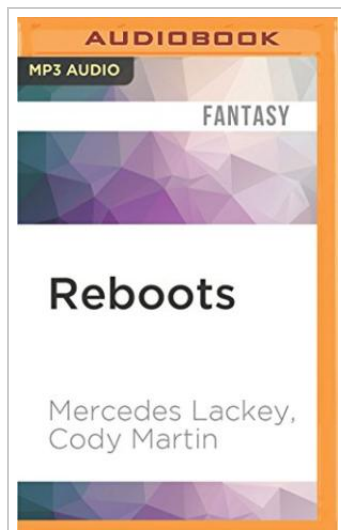 AUDIOBOOK
MP3 AUDIO
FANTASY
Reboots
Mercedes Lackey,
Cody Martin